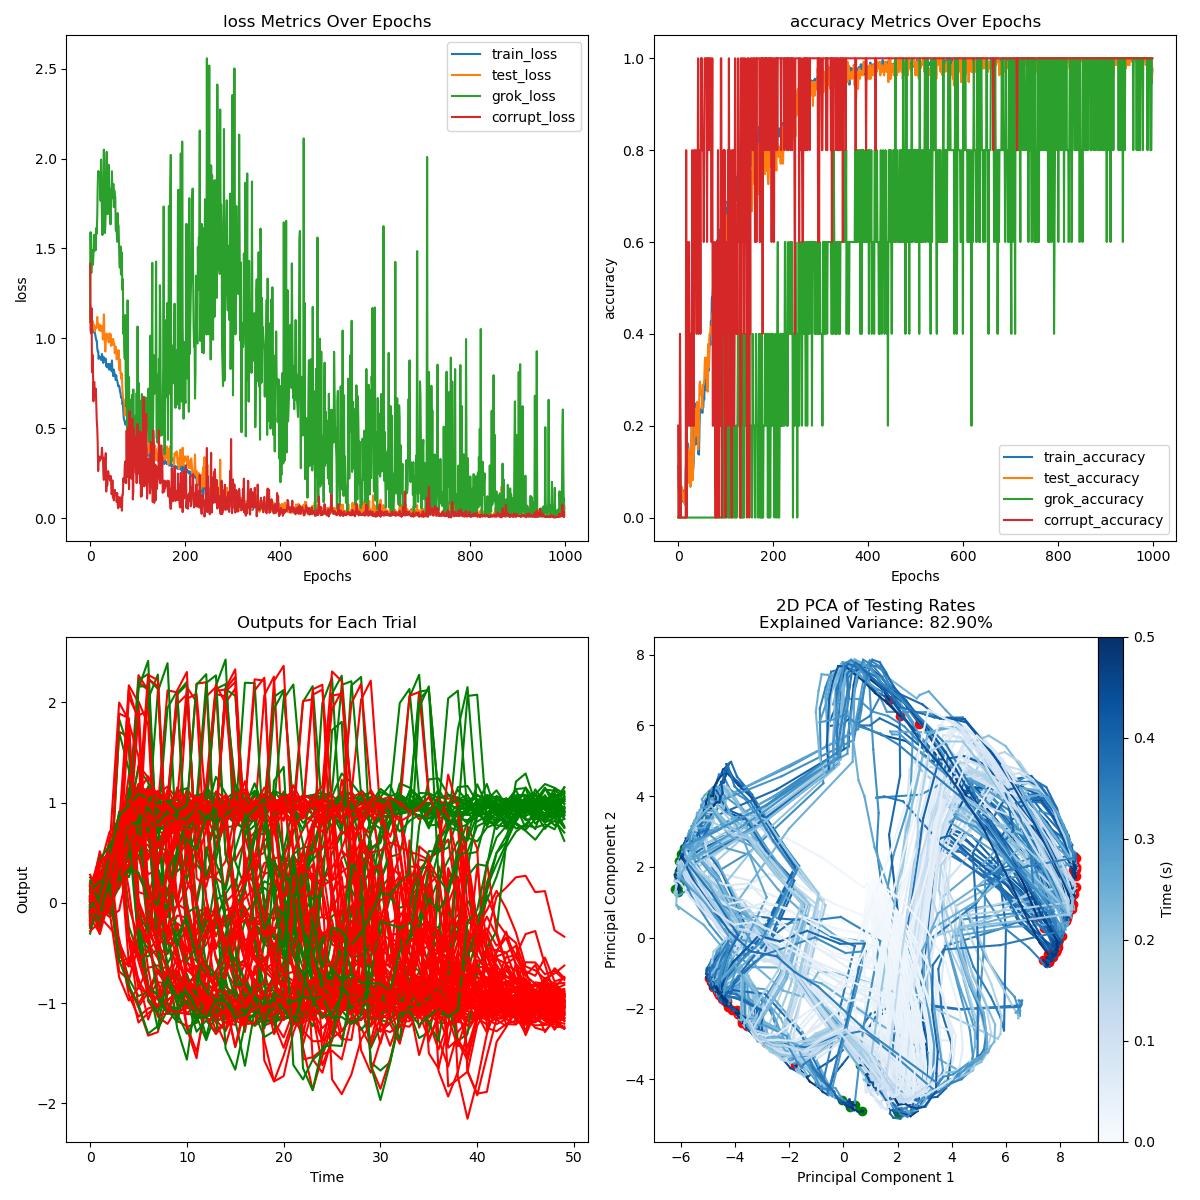 loss Metrics Over Epochs
2.5
2.0
1.5
1.0
0.5
0.0
loss
0
200
400
600
800
1000
Epochs
train_loss
test_loss
grok_loss
corrupt_loss
accuracy Metrics Over Epochs
1.0
0.8
0.6
0.4
0.2
0.0
accuracy
0
200
400
600
800
1000
Epochs
train_accuracy
test_accuracy
grok_accuracy
corrupt_accuracy
Outputs for Each Trial
2
1
0
−1
−2
Output
0
10
20
30
40
50
Time
2D PCA of Testing Rates
Explained Variance: 82.90%
8
6
4
2
0
−2
−4
Principal Component 2
−6
−4
−2
0
2
4
6
8
Principal Component 1
0.5
0.4
0.3
0.2
0.1
0.0
Time (s)